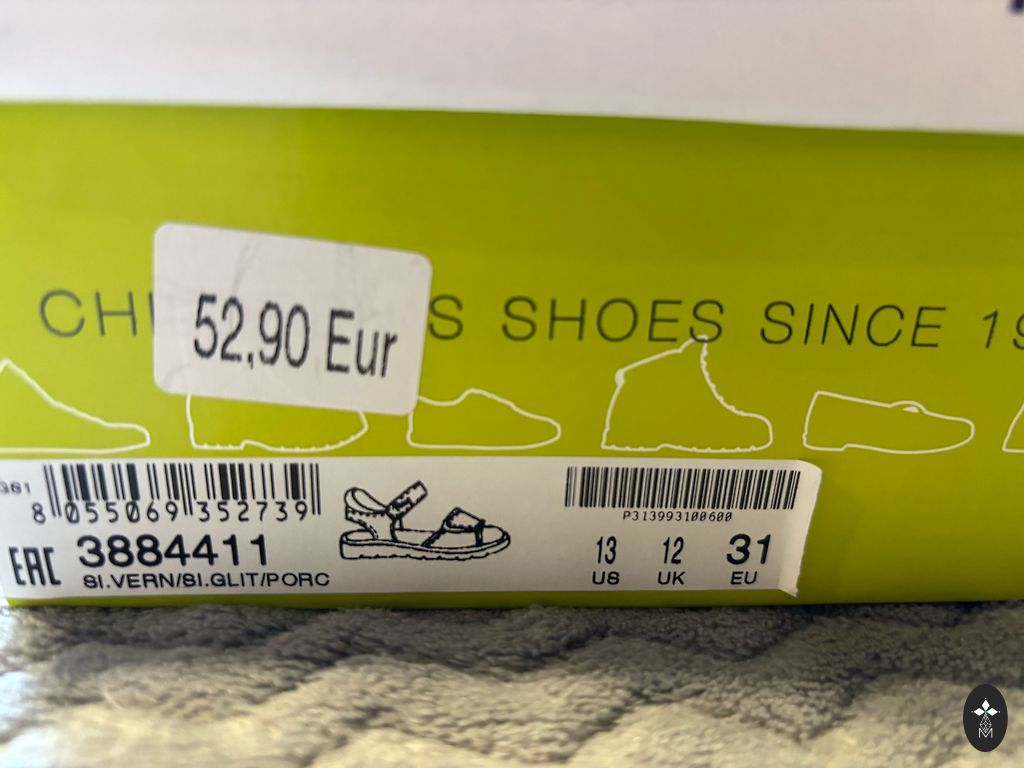 CH
S SHOES SINCE 19
52,90 Eur
8 055069 352739
P313993100600
EAC
3884411
SI.VERN/SI.GLIT/PORC
13
12
31
US
UK
EU
M